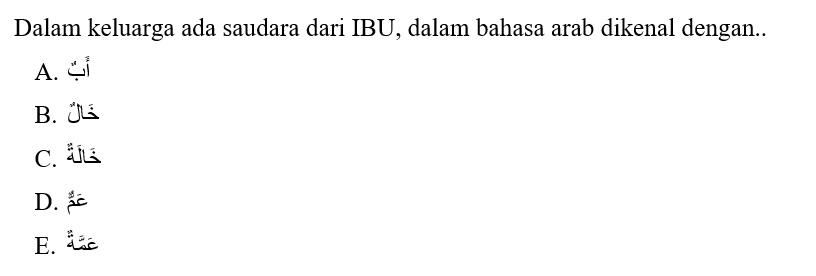 Dalam keluarga ada saudara dari IBU, dalam bahasa arab dikenal dengan..
A. أَبٌ
B. خَالٌ
C. خَالَةٌ
D. عَمٌّ
E. عَمَّةٌ